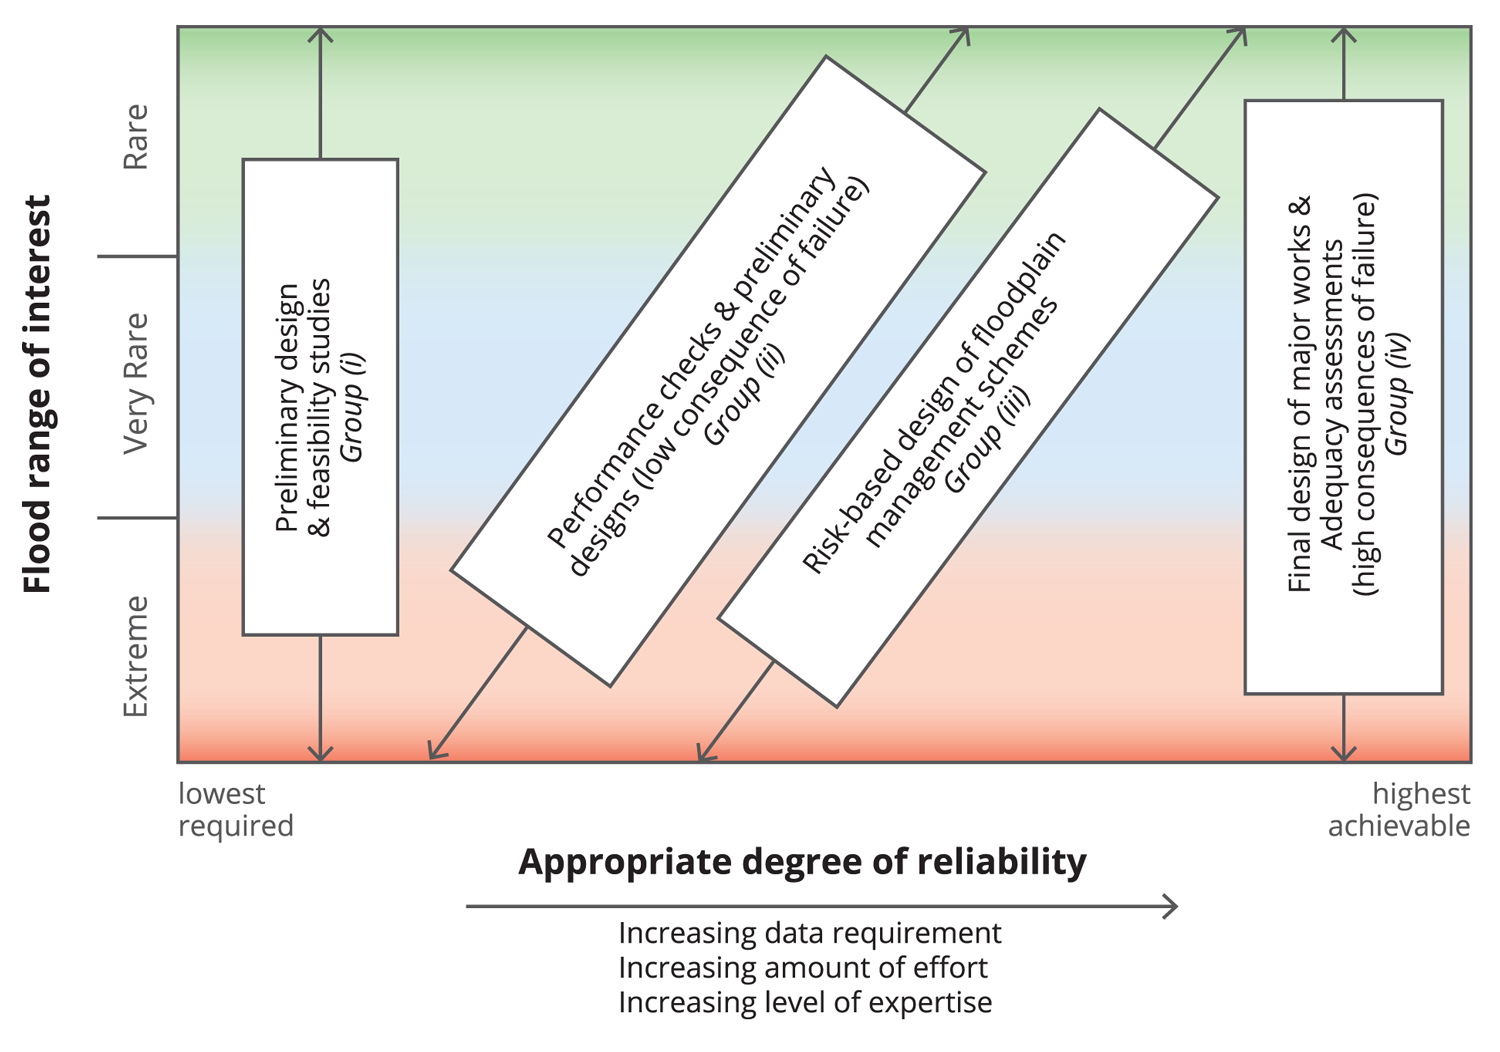 Flood range of interest
Rare
Very Rare
Extreme
Preliminary design
& feasibility studies
Group (i)
Performance checks & preliminary
designs (low consequence of failure)
Group (ii)
Risk-based design of floodplain
management schemes
Group (iii)
Final design of major works &
Adequacy assessments
(high consequences of failure)
Group (iv)
lowest
required
highest
achievable
Appropriate degree of reliability
Increasing data requirement
Increasing amount of effort
Increasing level of expertise